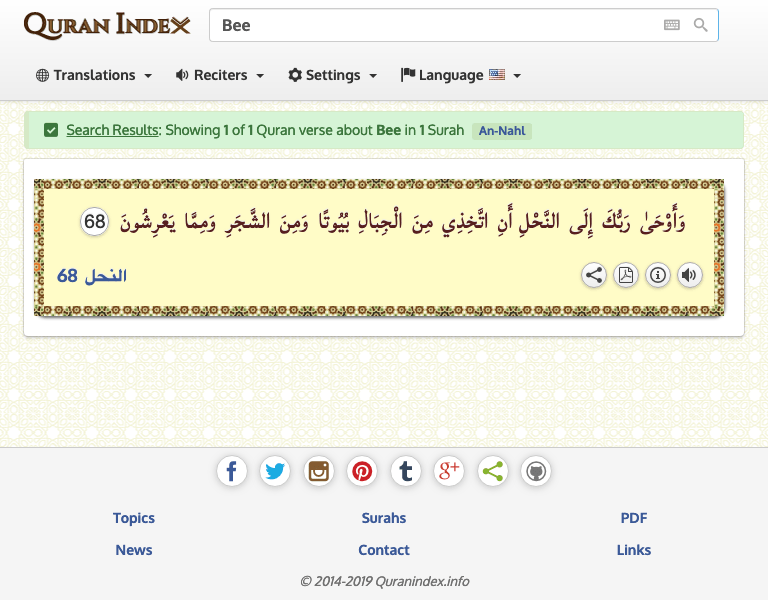 QURAN INDEX
Bee
Translations
Reciters
Settings
Language
Search Results: Showing 1 of 1 Quran verse about Bee in 1 Surah An-Nahl
وَأَوْحَىٰ رَبُّكَ إِلَى النَّحْلِ أَنِ اتَّخِذِي مِنَ الْجِبَالِ بُيُوتًا وَمِنَ الشَّجَرِ وَمِمَّا يَعْرِشُونَ 68
النحل 68
Topics
Surahs
PDF
News
Contact
Links
© 2014-2019 Quranindex.info